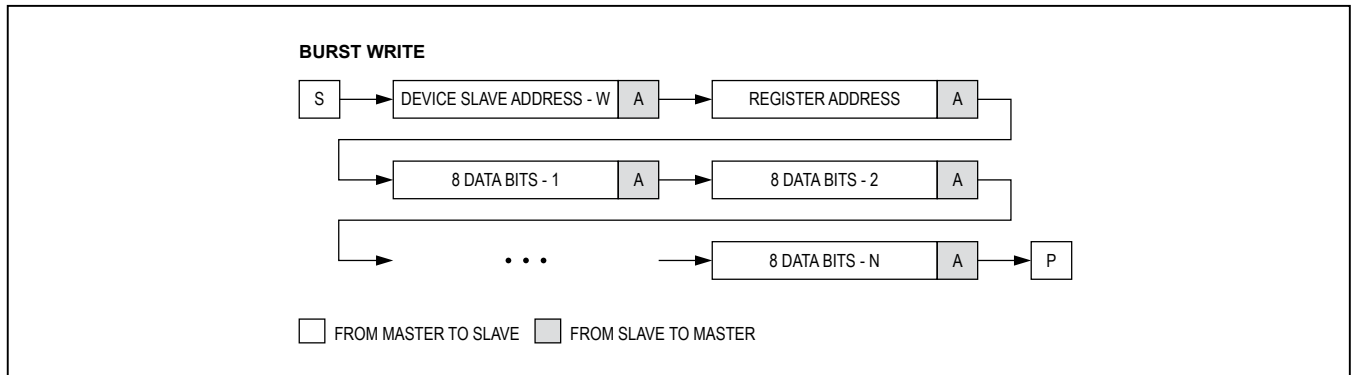 BURST WRITE
S DEVICE SLAVE ADDRESS - W A REGISTER ADDRESS A
8 DATA BITS - 1 A 8 DATA BITS - 2 A
• • • 8 DATA BITS - N A P
FROM MASTER TO SLAVE FROM SLAVE TO MASTER